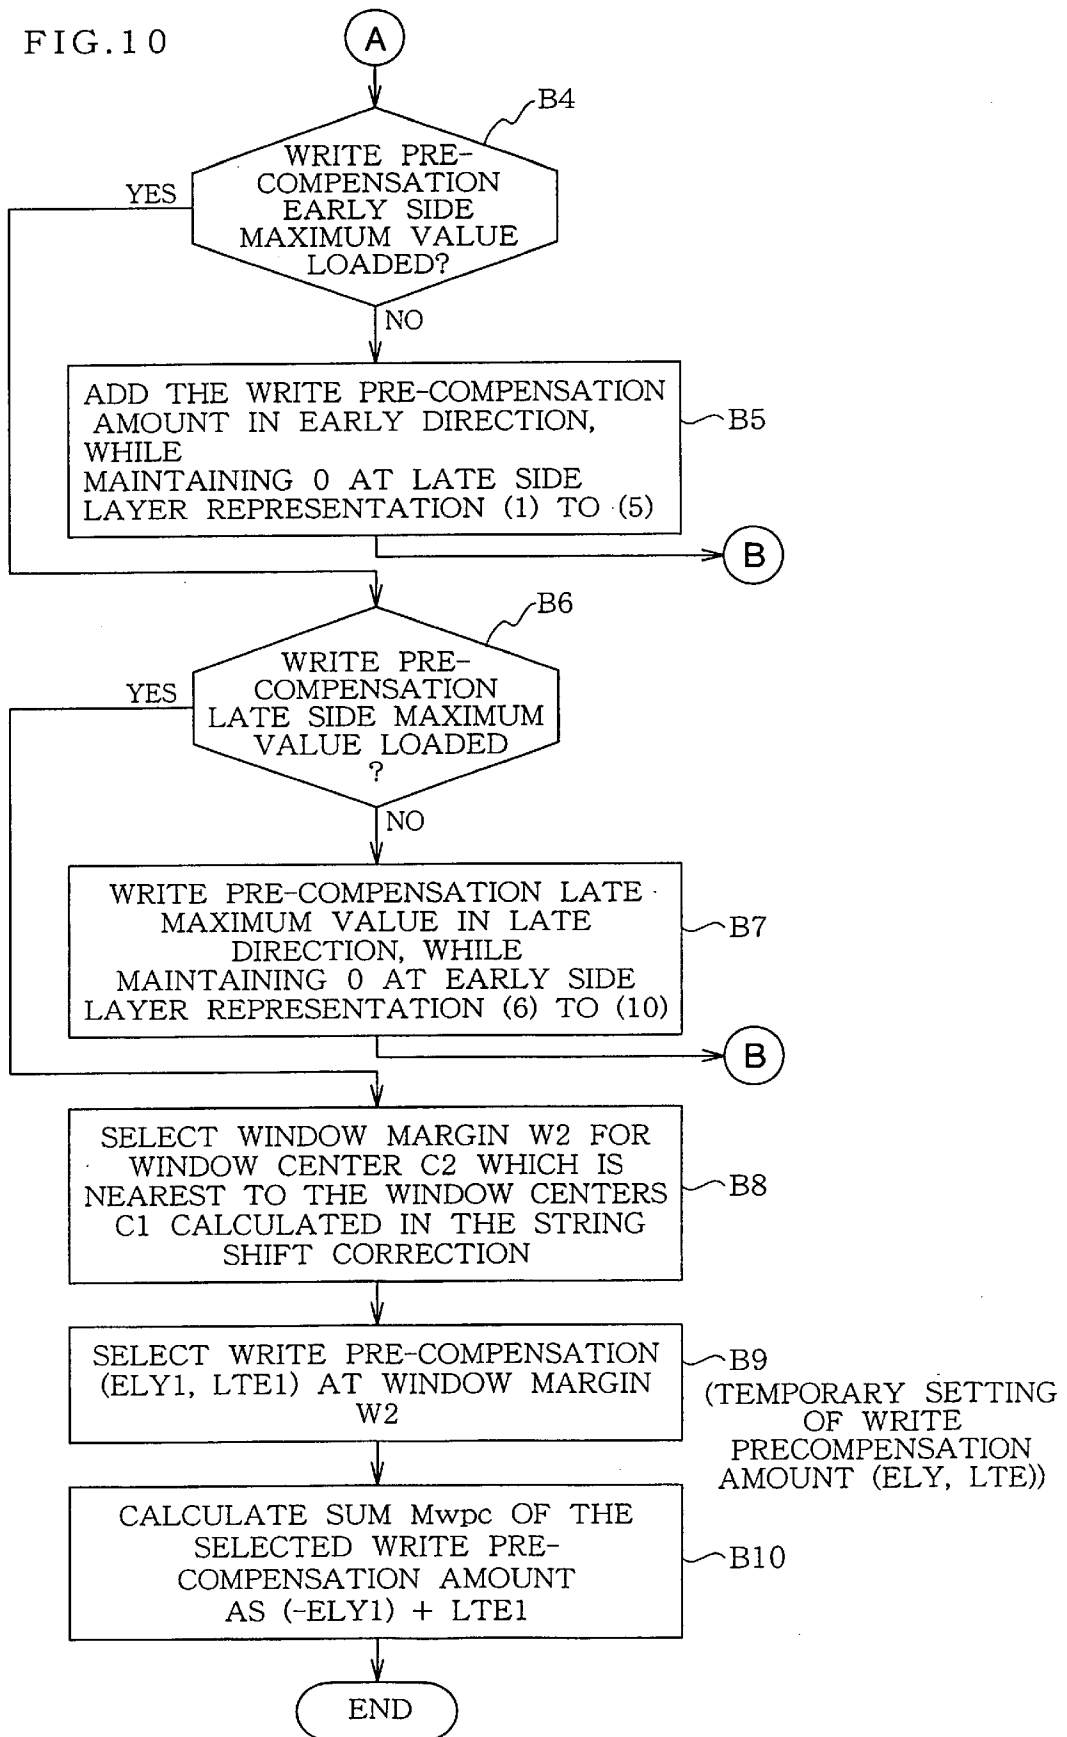 FIG.10
A
B4
WRITE PRE-
COMPENSATION
EARLY SIDE
MAXIMUM VALUE
LOADED?
YES
NO
ADD THE WRITE PRE-COMPENSATION
AMOUNT IN EARLY DIRECTION,
WHILE
MAINTAINING 0 AT LATE SIDE
LAYER REPRESENTATION (1) TO (5)
B5
B
B6
WRITE PRE-
COMPENSATION
LATE SIDE MAXIMUM
VALUE LOADED
?
YES
NO
WRITE PRE-COMPENSATION LATE
MAXIMUM VALUE IN LATE
DIRECTION, WHILE
MAINTAINING 0 AT EARLY SIDE
LAYER REPRESENTATION (6) TO (10)
B7
B
SELECT WINDOW MARGIN W2 FOR
WINDOW CENTER C2 WHICH IS
NEAREST TO THE WINDOW CENTERS
C1 CALCULATED IN THE STRING
SHIFT CORRECTION
B8
SELECT WRITE PRE-COMPENSATION
(ELY1, LTE1) AT WINDOW MARGIN
W2
B9
(TEMPORARY SETTING
OF WRITE
PRECOMPENSATION
AMOUNT (ELY, LTE))
CALCULATE SUM Mwpc OF THE
SELECTED WRITE PRE-
COMPENSATION AMOUNT
AS (-ELY1) + LTE1
B10
END